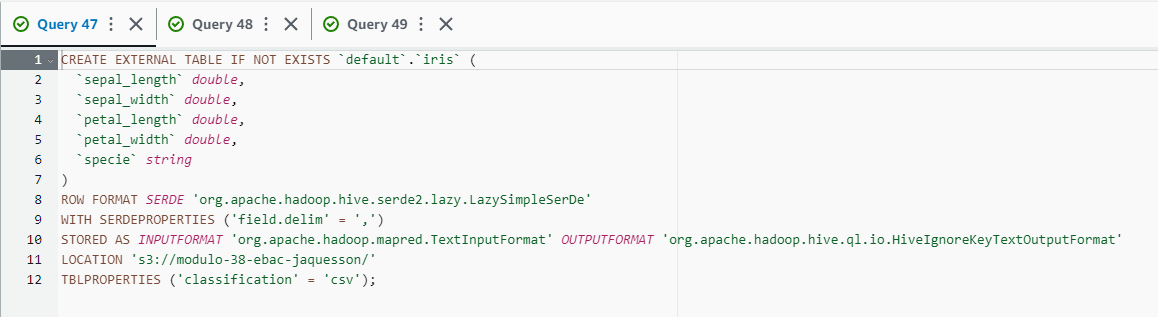 Query 47 Query 48 Query 49
1 CREATE EXTERNAL TABLE IF NOT EXISTS `default`.`iris` (
2 `sepal_length` double,
3 `sepal_width` double,
4 `petal_length` double,
5 `petal_width` double,
6 `specie` string
7 )
8 ROW FORMAT SERDE 'org.apache.hadoop.hive.serde2.lazy.LazySimpleSerDe'
9 WITH SERDEPROPERTIES ('field.delim' = ',')
10 STORED AS INPUTFORMAT 'org.apache.hadoop.mapred.TextInputFormat' OUTPUTFORMAT 'org.apache.hadoop.hive.ql.io.HiveIgnoreKeyTextOutputFormat'
11 LOCATION 's3://modulo-38-ebac-jaquesson/'
12 TBLPROPERTIES ('classification' = 'csv');